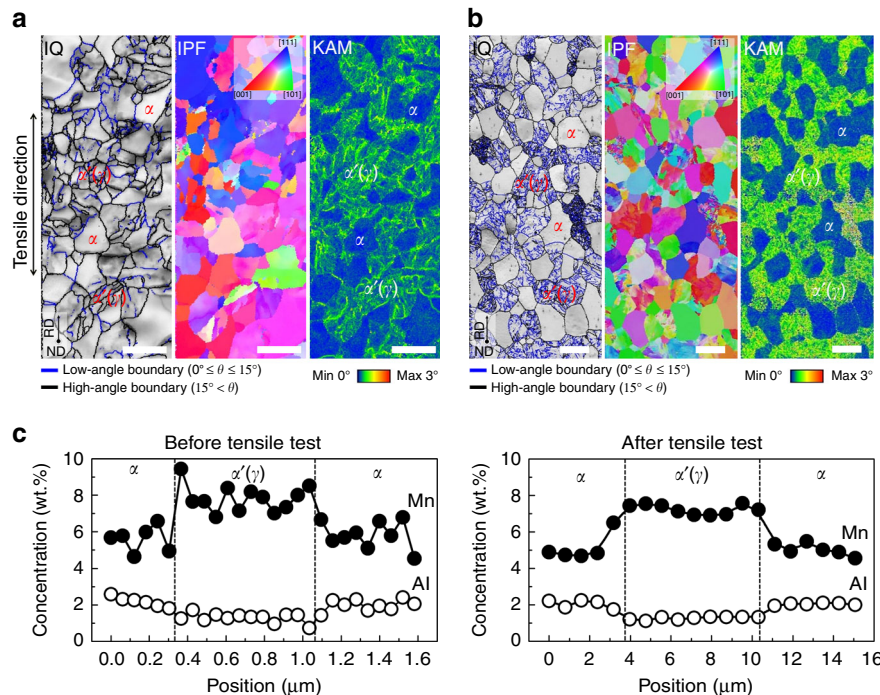 a
IQ
IPF
KAM
[111]
[001]
[101]
α
α′(γ)
α
α′(γ)
α
α′(γ)
α
α′(γ)
Tensile direction
RD
ND
Low-angle boundary (0° ≤ θ ≤ 15°)
High-angle boundary (15° < θ)
Min 0°
Max 3°
b
IQ
IPF
KAM
[111]
[001]
[101]
α
α′(γ)
α
α′(γ)
α
α′(γ)
α
α′(γ)
RD
ND
Low-angle boundary (0° ≤ θ ≤ 15°)
High-angle boundary (15° < θ)
Min 0°
Max 3°
c
Before tensile test
α
α′(γ)
α
Mn
Al
Concentration (wt.%)
10
8
6
4
2
0
0.0 0.2 0.4 0.6 0.8 1.0 1.2 1.4 1.6
Position (μm)
After tensile test
α
α′(γ)
α
Mn
Al
Concentration (wt.%)
10
8
6
4
2
0
0 2 4 6 8 10 12 14 16
Position (μm)